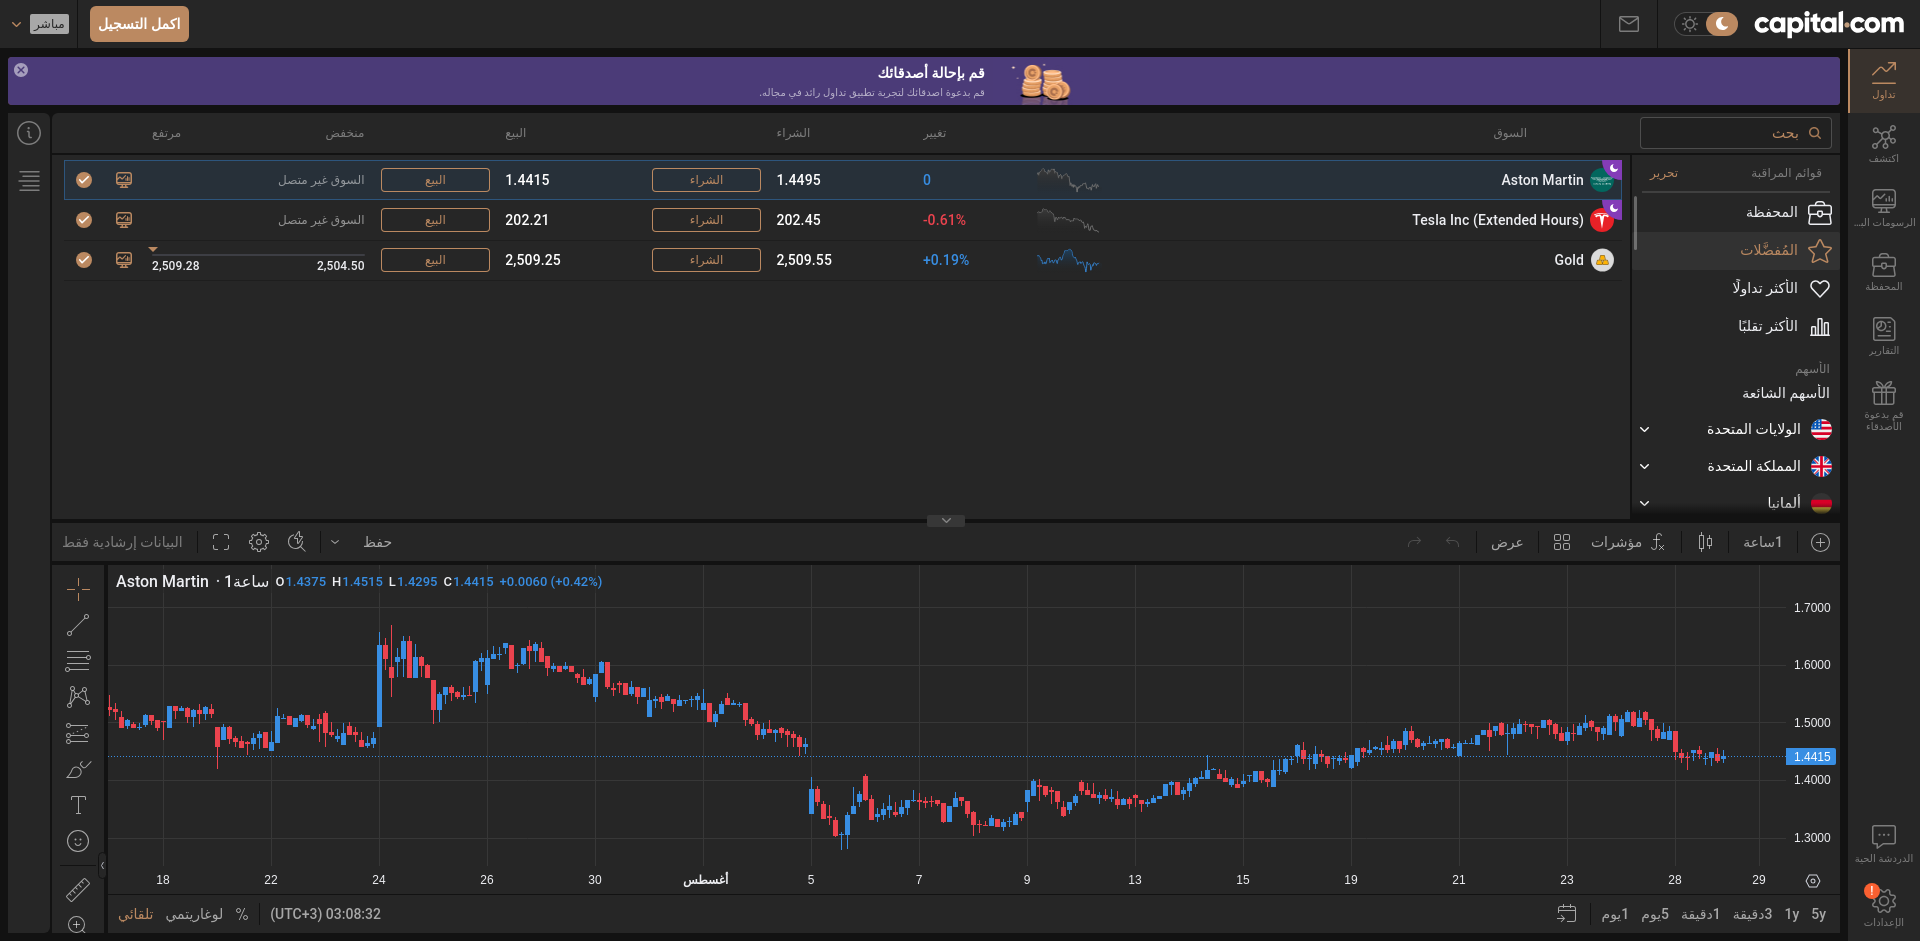 capital.com
اكمل التسجيل
مباشر
قم بإحالة أصدقائك
قم بدعوة اصدقائك لتجربة تطبيق تداول رائد في مجاله.
تداول
اكتشف
الرسومات البـ...
المحفظة
التقارير
قم بدعوة
الأصدقاء
الدردشة الحية
!
الإعدادات
بحث
قوائم المراقبة
تحرير
المحفظة
المُفضَّلات
الأكثر تداولًا
الأكثر تقلبًا
الأسهم
الأسهم الشائعة
الولايات المتحدة
المملكة المتحدة
ألمانيا
السوق تغيير الشراء البيع منخفض مرتفع
Aston Martin 0 1.4495 الشراء 1.4415 البيع السوق غير متصل
Tesla Inc (Extended Hours) -0.61% 202.45 الشراء 202.21 البيع السوق غير متصل
Gold +0.19% 2,509.55 الشراء 2,509.25 البيع 2,504.50 2,509.28
1ساعة
مؤشرات
عرض
حفظ
البيانات إرشادية فقط
Aston Martin · 1ساعة O1.4375 H1.4515 L1.4295 C1.4415 +0.0060 (+0.42%)
1.7000
1.6000
1.5000
1.4415
1.4000
1.3000
18 22 24 26 30 أغسطس 5 7 9 13 15 19 21 23 28 29
تلقائي لوغاريتمي % (UTC+3) 03:08:32
1يوم 5يوم 1دقيقة 3دقيقة 1y 5y